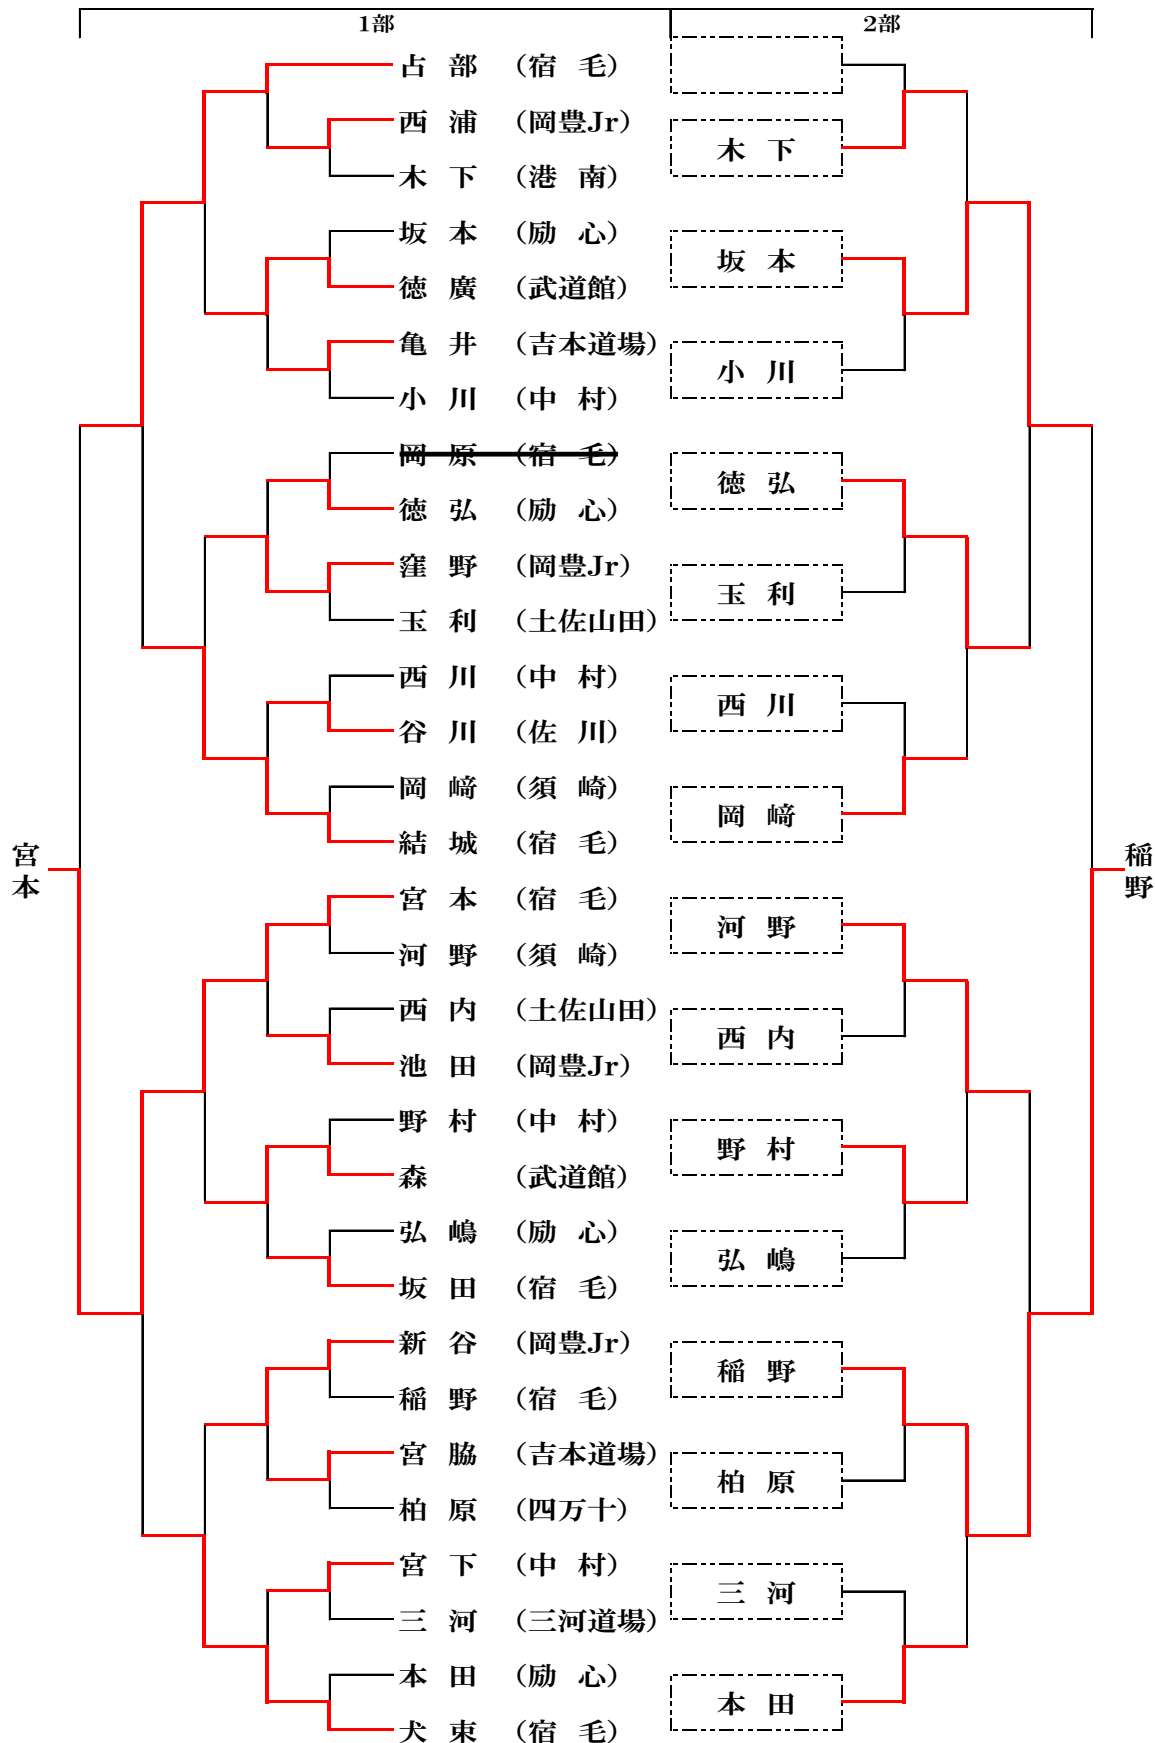 1部 2部
占部 （宿毛）
西浦 （岡豊Jr）
木下
木下 （港南）
坂本 （励心）
坂本
徳廣 （武道館）
亀井 （吉本道場）
小川
小川 （中村）
岡原 （宿毛）
徳弘
徳弘 （励心）
窪野 （岡豊Jr）
玉利
玉利 （土佐山田）
西川 （中村）
西川
谷川 （佐川）
岡﨑 （須崎）
岡﨑
結城 （宿毛）
宮本
稲野
宮本 （宿毛）
河野
河野 （須崎）
西内 （土佐山田）
西内
池田 （岡豊Jr）
野村 （中村）
野村
森 （武道館）
弘嶋 （励心）
弘嶋
坂田 （宿毛）
新谷 （岡豊Jr）
稲野
稲野 （宿毛）
宮脇 （吉本道場）
柏原
柏原 （四万十）
宮下 （中村）
三河
三河 （三河道場）
本田 （励心）
本田
犬束 （宿毛）